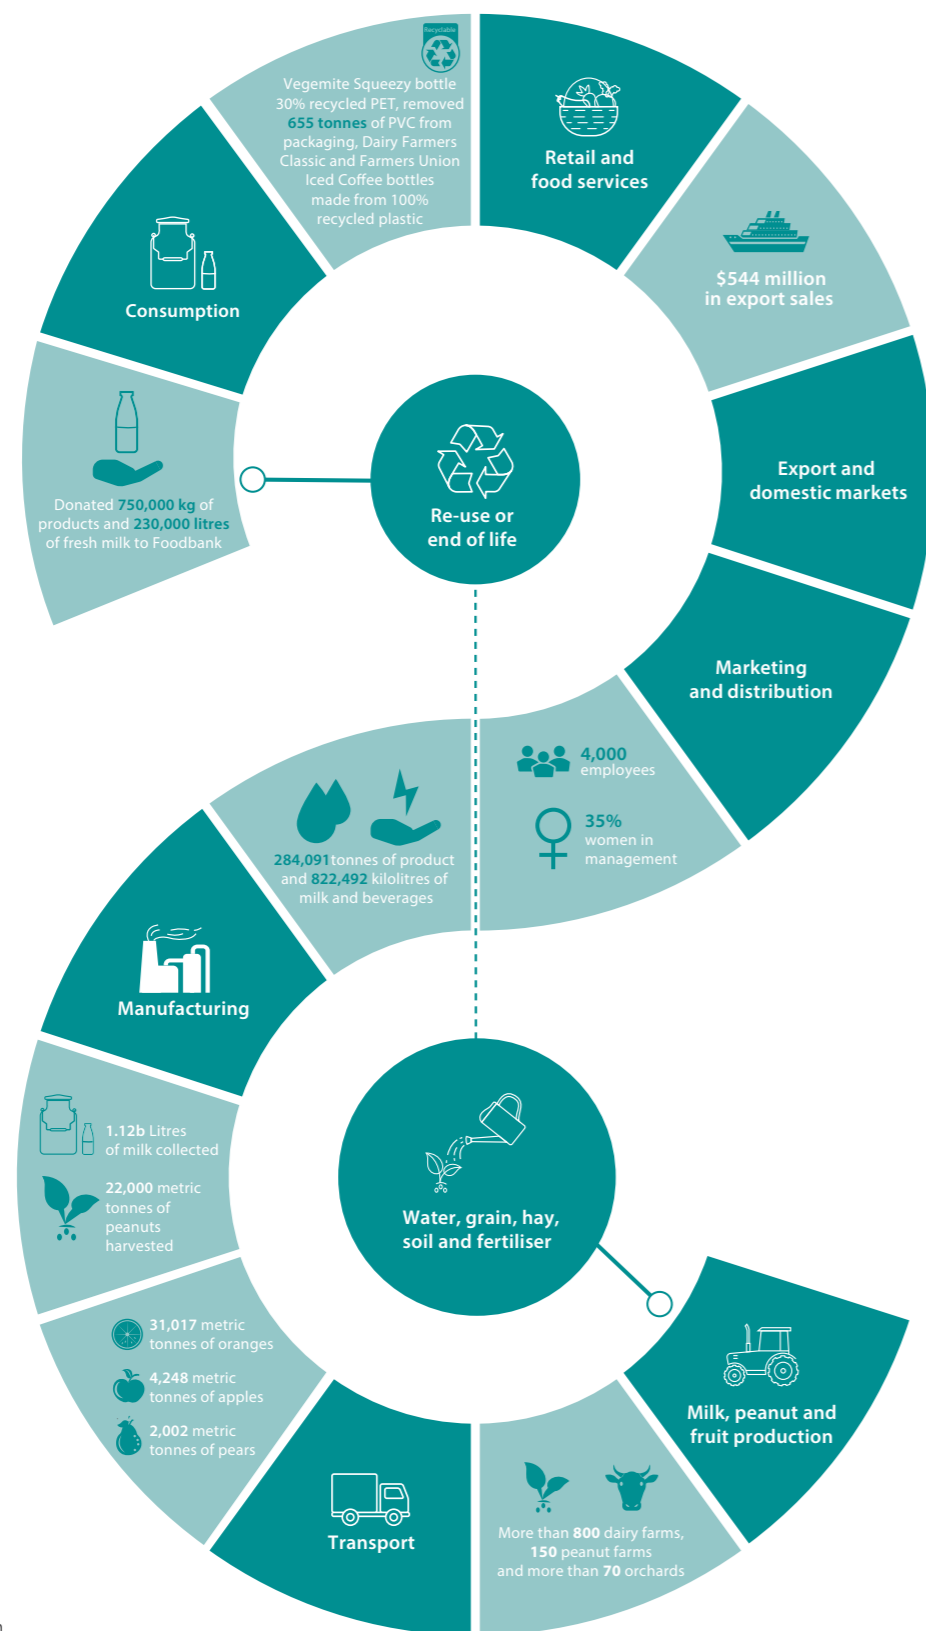 Recyclable
Vegemite Squeezy bottle
30% recycled PET, removed
655 tonnes of PVC from
packaging, Dairy Farmers
Classic and Farmers Union
Iced Coffee bottles
made from 100%
recycled plastic
Retail and
food services
$544 million
in export sales
Consumption
Export and
domestic markets
Donated 750,000 kg of
products and 230,000 litres
of fresh milk to Foodbank
Re-use or
end of life
Marketing
and distribution
4,000
employees
35%
women in
management
284,091 tonnes of product
and 822,492 kilolitres of
milk and beverages
Manufacturing
1.12b Litres
of milk collected
22,000 metric
tonnes of
peanuts
harvested
Water, grain, hay,
soil and fertiliser
31,017 metric
tonnes of oranges
4,248 metric
tonnes of apples
2,002 metric
tonnes of pears
Transport
More than 800 dairy farms,
150 peanut farms
and more than 70 orchards
Milk, peanut and
fruit production